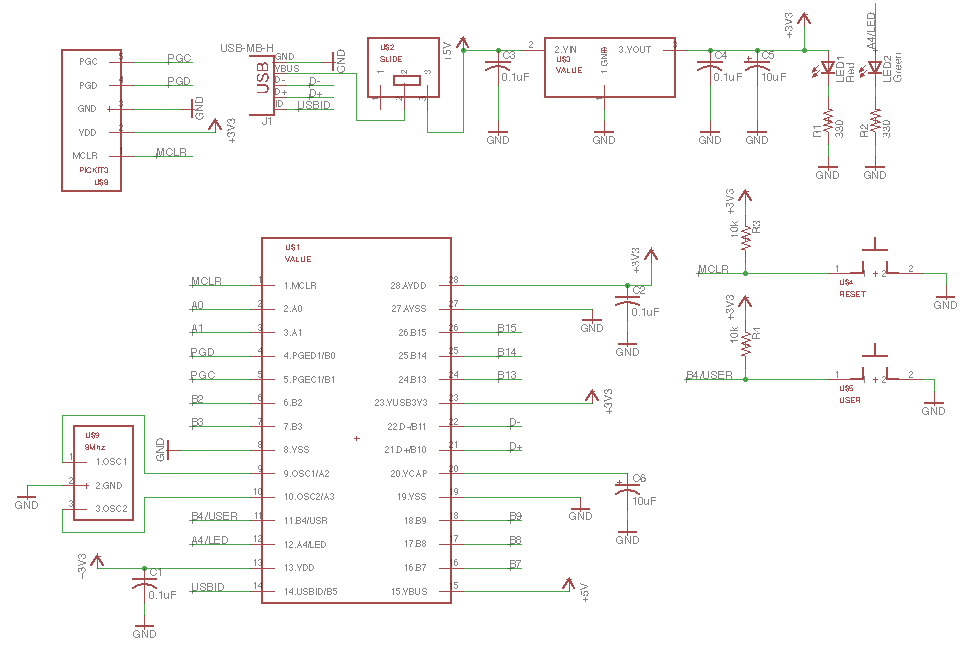 PGC
5
PGC
PGD
4
PGD
GND
3
GND
VDD
2
+3V3
MCLR
1
MCLR
PICKIT3
U$8
USB-MB-H
USB
GND
VBUS
D-
D+
ID
GND
D-
D+
USBID
J1
U$2
SLIDE
1
2
3
1
2
3
+5V
C3
0.1uF
GND
2
2.VIN
3.VOUT
3
U$3
VALUE
1 GND
1
GND
C4
0.1uF
GND
C5
10uF
GND
+3V3
LED1
Red
R1
330
GND
A4/LED
LED2
Green
R2
330
GND
U$1
VALUE
MCLR
1
1.MCLR
28.AVDD
28
A0
2
2.A0
27.AVSS
27
A1
3
3.A1
26.B15
26
B15
PGD
4
4.PGED1/B0
25.B14
25
B14
PGC
5
5.PGEC1/B1
24.B13
24
B13
B2
6
6.B2
23.VUSB3V3
23
B3
7
7.B3
22.D-/B11
22
D-
GND
8
8.VSS
21.D+/B10
21
D+
9
9.OSC1/A2
20.VCAP
20
10
10.OSC2/A3
19.VSS
19
B4/USER
11
11.B4/USR
18.B9
18
B9
A4/LED
12
12.A4/LED
17.B8
17
B8
13
13.VDD
16.B7
16
B7
USBID
14
14.USBID/B5
15.VBUS
15
+3V3
C2
0.1uF
GND
GND
+3V3
C6
10uF
GND
GND
+5V
U$9
8Mhz
1
1.OSC1
2
2.GND
3
3.OSC2
GND
+3V3
C1
0.1uF
GND
+3V3
10k
R3
MCLR
1
2
U$4
RESET
GND
+3V3
10k
R4
B4/USER
1
2
U$5
USER
GND